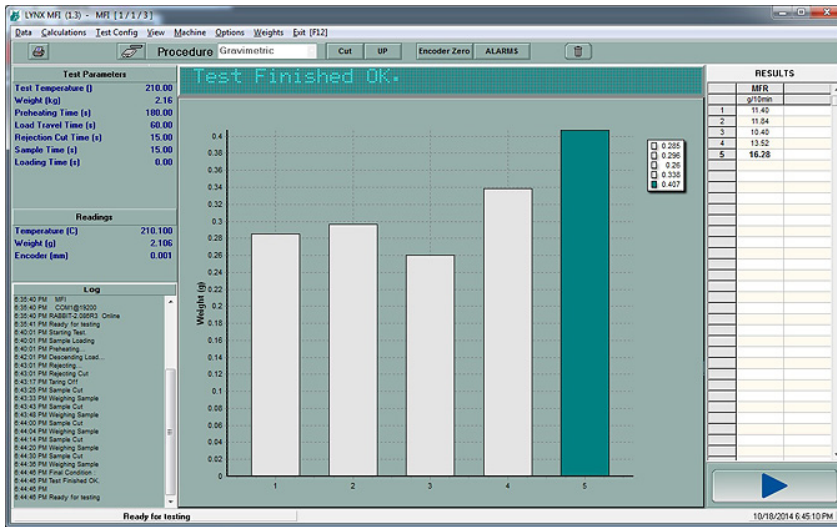 LYNX MFI (1.3) - MFI [ 1 / 1 / 3 ]
Data Calculations Test Config View Machine Options Weights Exit [F12]
Procedure Gravimetric Cut UP Encoder Zero ALARMS
Test Parameters
Test Temperature () 210.00
Weight (kg) 2.16
Preheating Time (s) 180.00
Load Travel Time (s) 60.00
Rejection Cut Time (s) 15.00
Sample Time (s) 15.00
Loading Time (s) 0.00
Readings
Temperature (C) 210.100
Weight (g) 2.106
Encoder (mm) 0.001
Log
6:35:40 PM MFI
6:35:40 PM COM1@19200
6:35:40 PM RABBIT-2.086R3 Online
6:35:41 PM Ready for testing
6:40:01 PM Starting Test.
6:40:01 PM Sample Loading
6:40:01 PM Preheating...
6:42:01 PM Descending Load...
6:43:01 PM Rejecting...
6:43:01 PM Rejecting Cut
6:43:17 PM Taring Off
6:43:25 PM Sample Cut
6:43:33 PM Weighing Sample
6:43:43 PM Sample Cut
6:43:48 PM Weighing Sample
6:44:00 PM Sample Cut
6:44:04 PM Weighing Sample
6:44:14 PM Sample Cut
6:44:20 PM Weighing Sample
6:44:30 PM Sample Cut
6:44:36 PM Weighing Sample
6:44:46 PM Final Condition :
6:44:46 PM Test Finished OK.
6:44:46 PM
6:44:46 PM Ready for testing
Test Finished OK.
Weight (g)
0.4
0.38
0.36
0.34
0.32
0.3
0.28
0.26
0.24
0.22
0.2
0.18
0.16
0.14
0.12
0.1
0.08
0.06
0.04
0.02
0
1 2 3 4 5
0.285
0.296
0.26
0.338
0.407
RESULTS
MFR
g/10min
1 11.40
2 11.84
3 10.40
4 13.52
5 16.28
Ready for testing
10/18/2014 6:45:10 PM